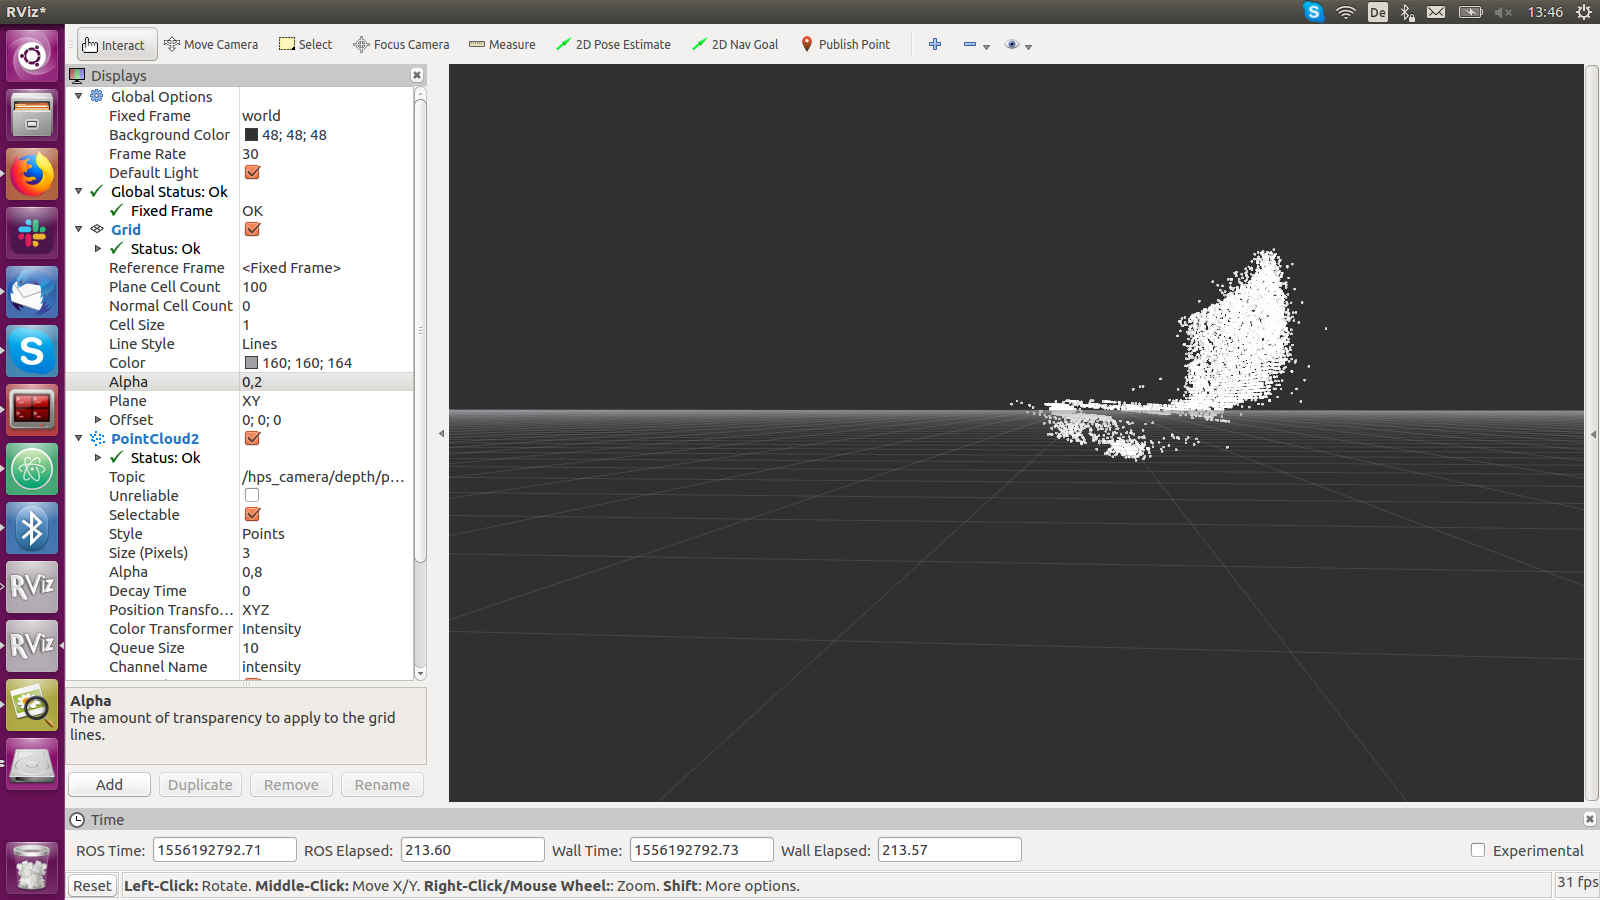 RViz*
De
13:46
Interact
Move Camera
Select
Focus Camera
Measure
2D Pose Estimate
2D Nav Goal
Publish Point
Displays
Global Options
Fixed Frame world
Background Color 48; 48; 48
Frame Rate 30
Default Light
Global Status: Ok
Fixed Frame OK
Grid
Status: Ok
Reference Frame <Fixed Frame>
Plane Cell Count 100
Normal Cell Count 0
Cell Size 1
Line Style Lines
Color 160; 160; 164
Alpha 0,2
Plane XY
Offset 0; 0; 0
PointCloud2
Status: Ok
Topic /hps_camera/depth/p...
Unreliable
Selectable
Style Points
Size (Pixels) 3
Alpha 0,8
Decay Time 0
Position Transfo... XYZ
Color Transformer Intensity
Queue Size 10
Channel Name intensity
Alpha
The amount of transparency to apply to the grid
lines.
Add
Duplicate
Remove
Rename
Time
ROS Time: 1556192792.71
ROS Elapsed: 213.60
Wall Time: 1556192792.73
Wall Elapsed: 213.57
Experimental
Reset
Left-Click: Rotate. Middle-Click: Move X/Y. Right-Click/Mouse Wheel:: Zoom. Shift: More options.
31 fps
S
S
RViz
RViz